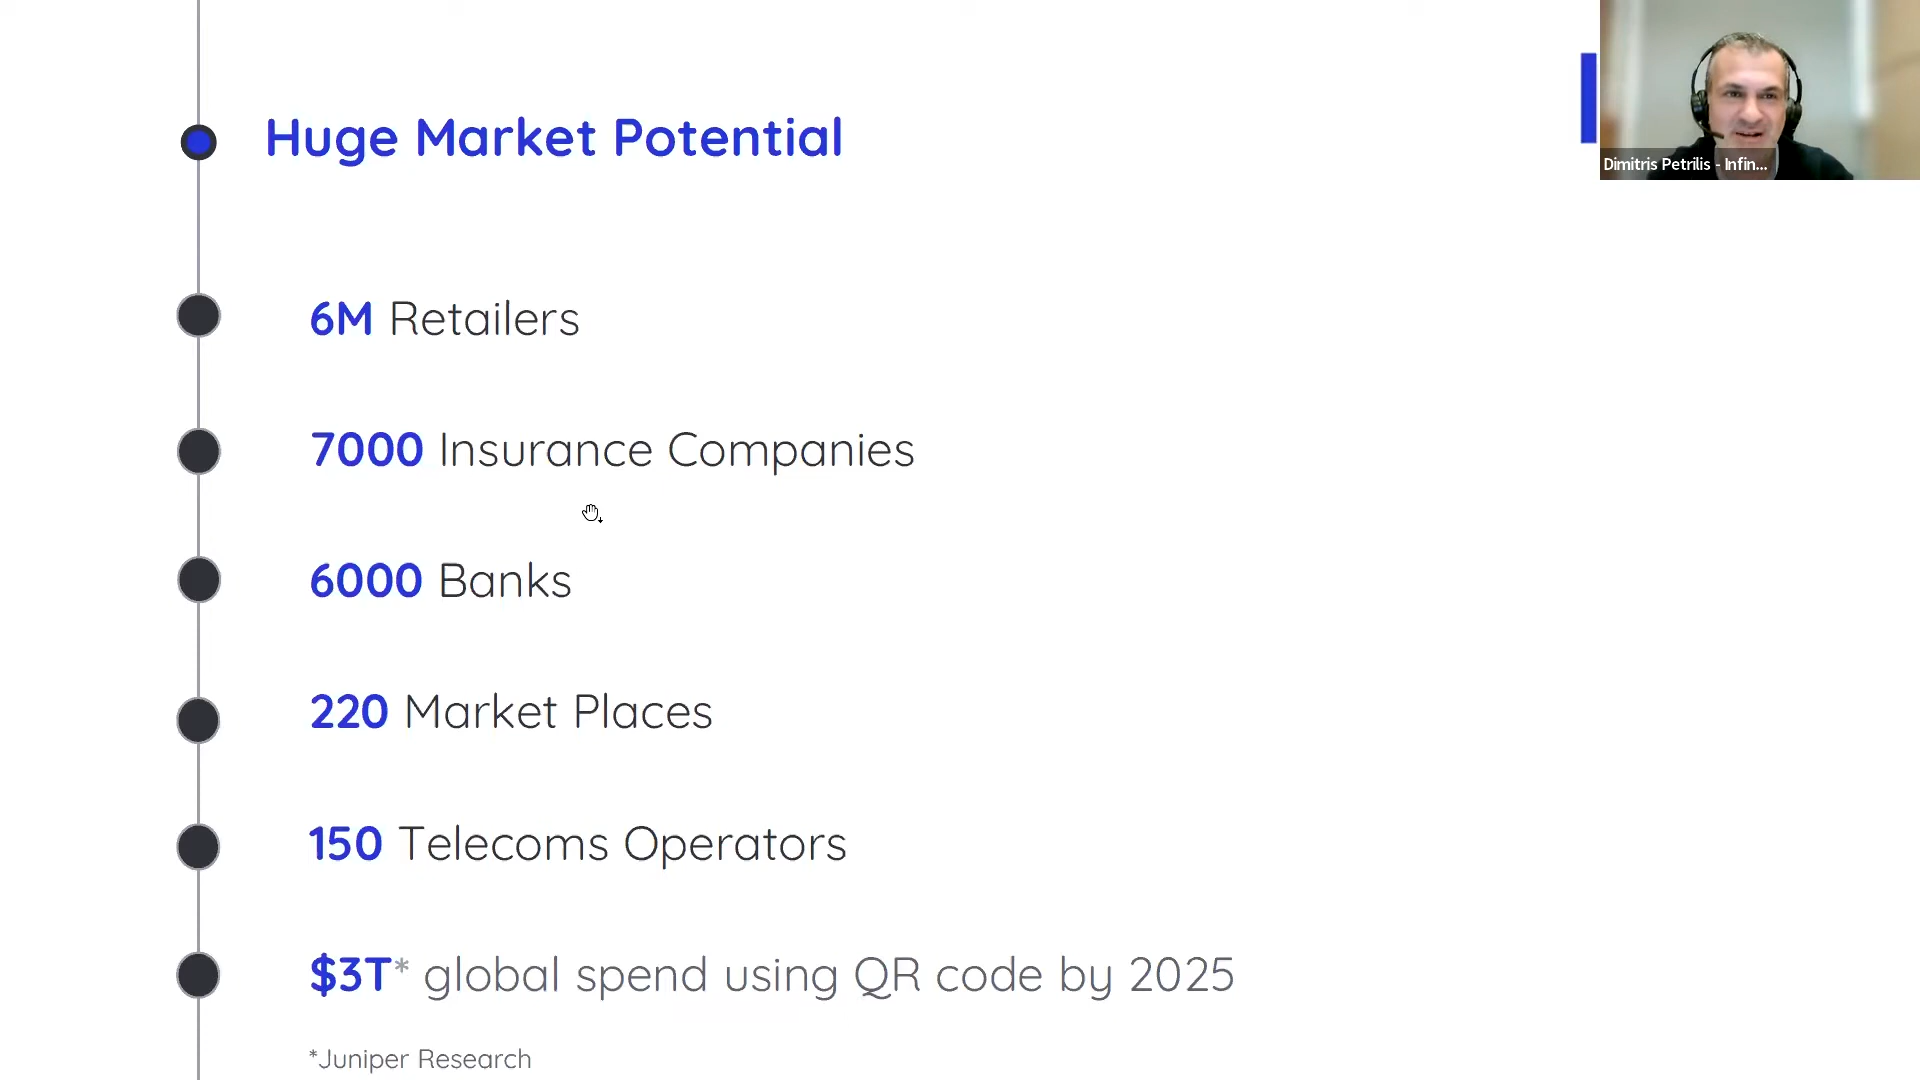 Huge Market Potential
Dimitris Petrilis - Infin...
6M Retailers
7000 Insurance Companies
6000 Banks
220 Market Places
150 Telecoms Operators
$3T* global spend using QR code by 2025
*Juniper Research